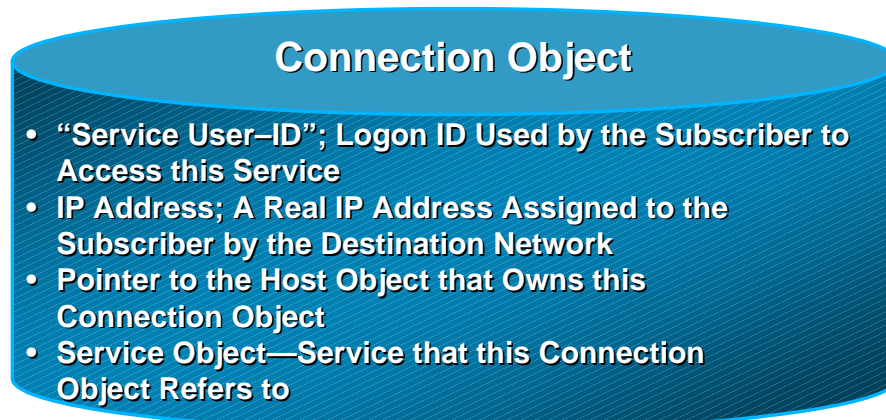 Connection Object
• “Service User–ID”; Logon ID Used by the Subscriber to
Access this Service
• IP Address; A Real IP Address Assigned to the
Subscriber by the Destination Network
• Pointer to the Host Object that Owns this
Connection Object
• Service Object—Service that this Connection
Object Refers to